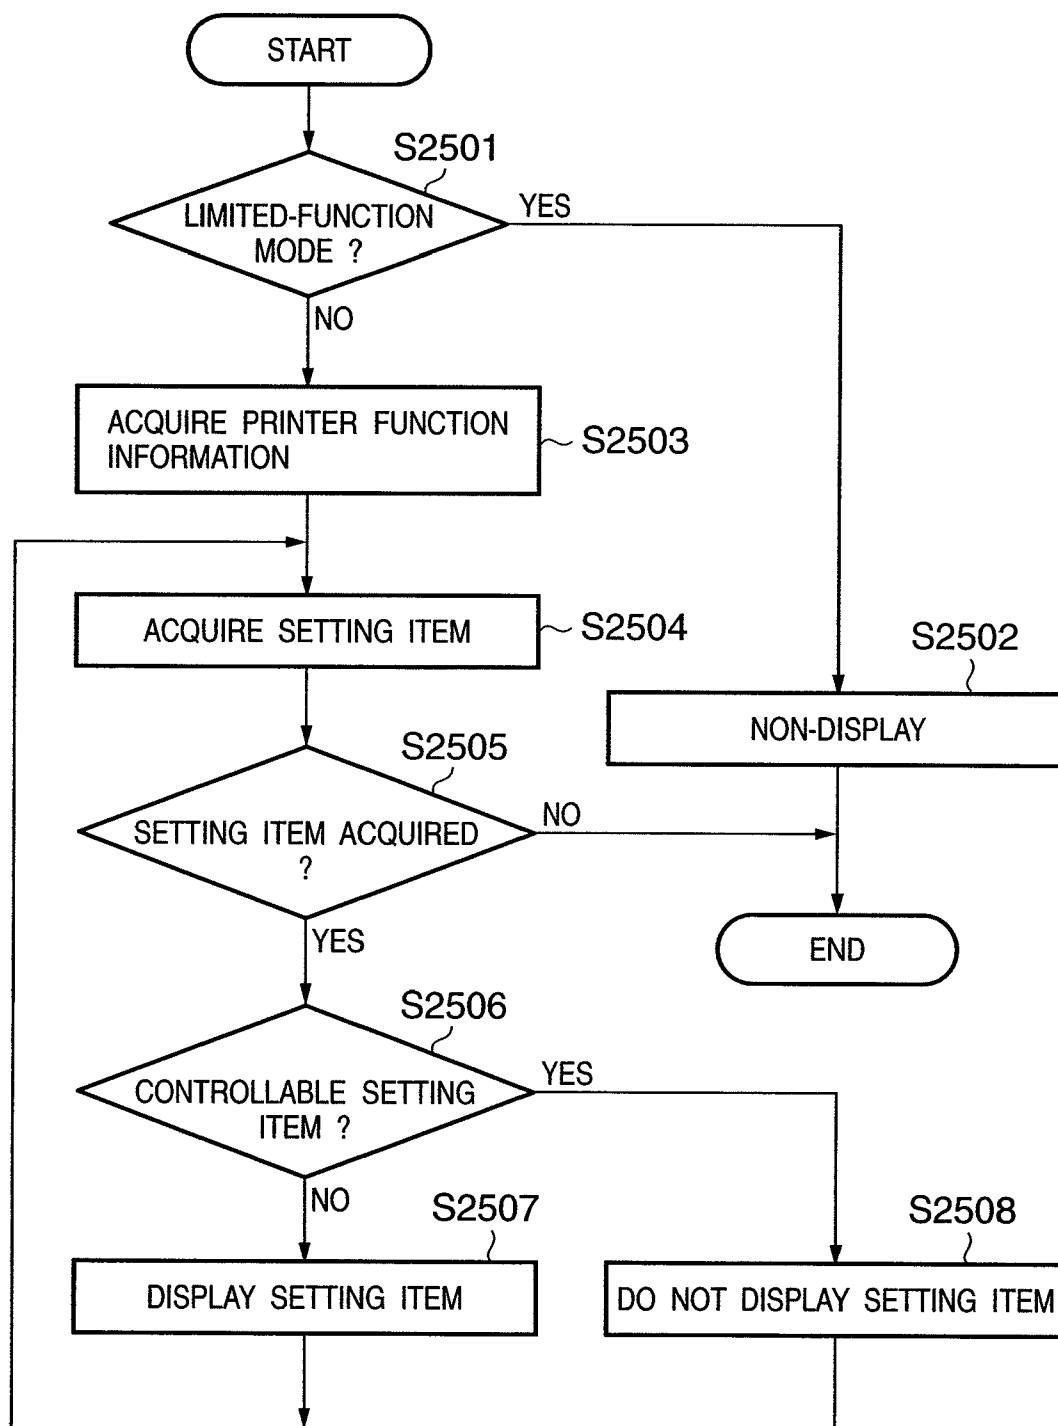 START
S2501
LIMITED-FUNCTION
MODE ?
YES
NO
ACQUIRE PRINTER FUNCTION
INFORMATION
S2503
ACQUIRE SETTING ITEM
S2504
S2502
NON-DISPLAY
S2505
SETTING ITEM ACQUIRED
?
NO
YES
END
S2506
CONTROLLABLE SETTING
ITEM ?
YES
NO
S2507
DISPLAY SETTING ITEM
S2508
DO NOT DISPLAY SETTING ITEM